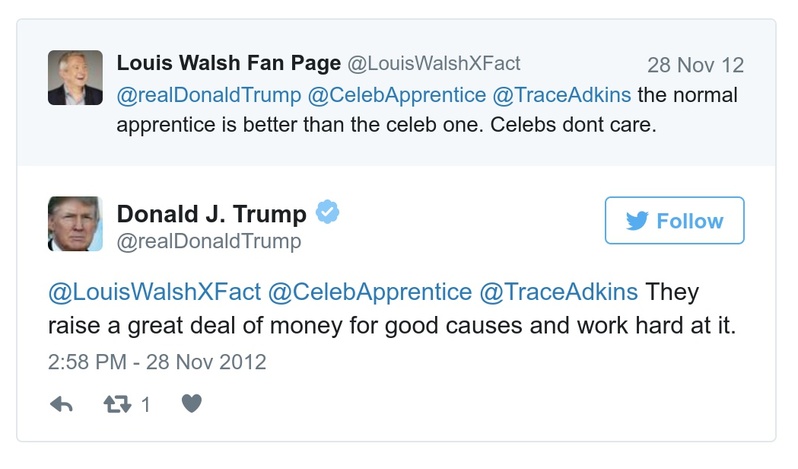 Louis Walsh Fan Page @LouisWalshXFact 28 Nov 12
@realDonaldTrump @CelebApprentice @TraceAdkins the normal
apprentice is better than the celeb one. Celebs dont care.
Donald J. Trump
@realDonaldTrump
Follow
@LouisWalshXFact @CelebApprentice @TraceAdkins They
raise a great deal of money for good causes and work hard at it.
2:58 PM - 28 Nov 2012
1